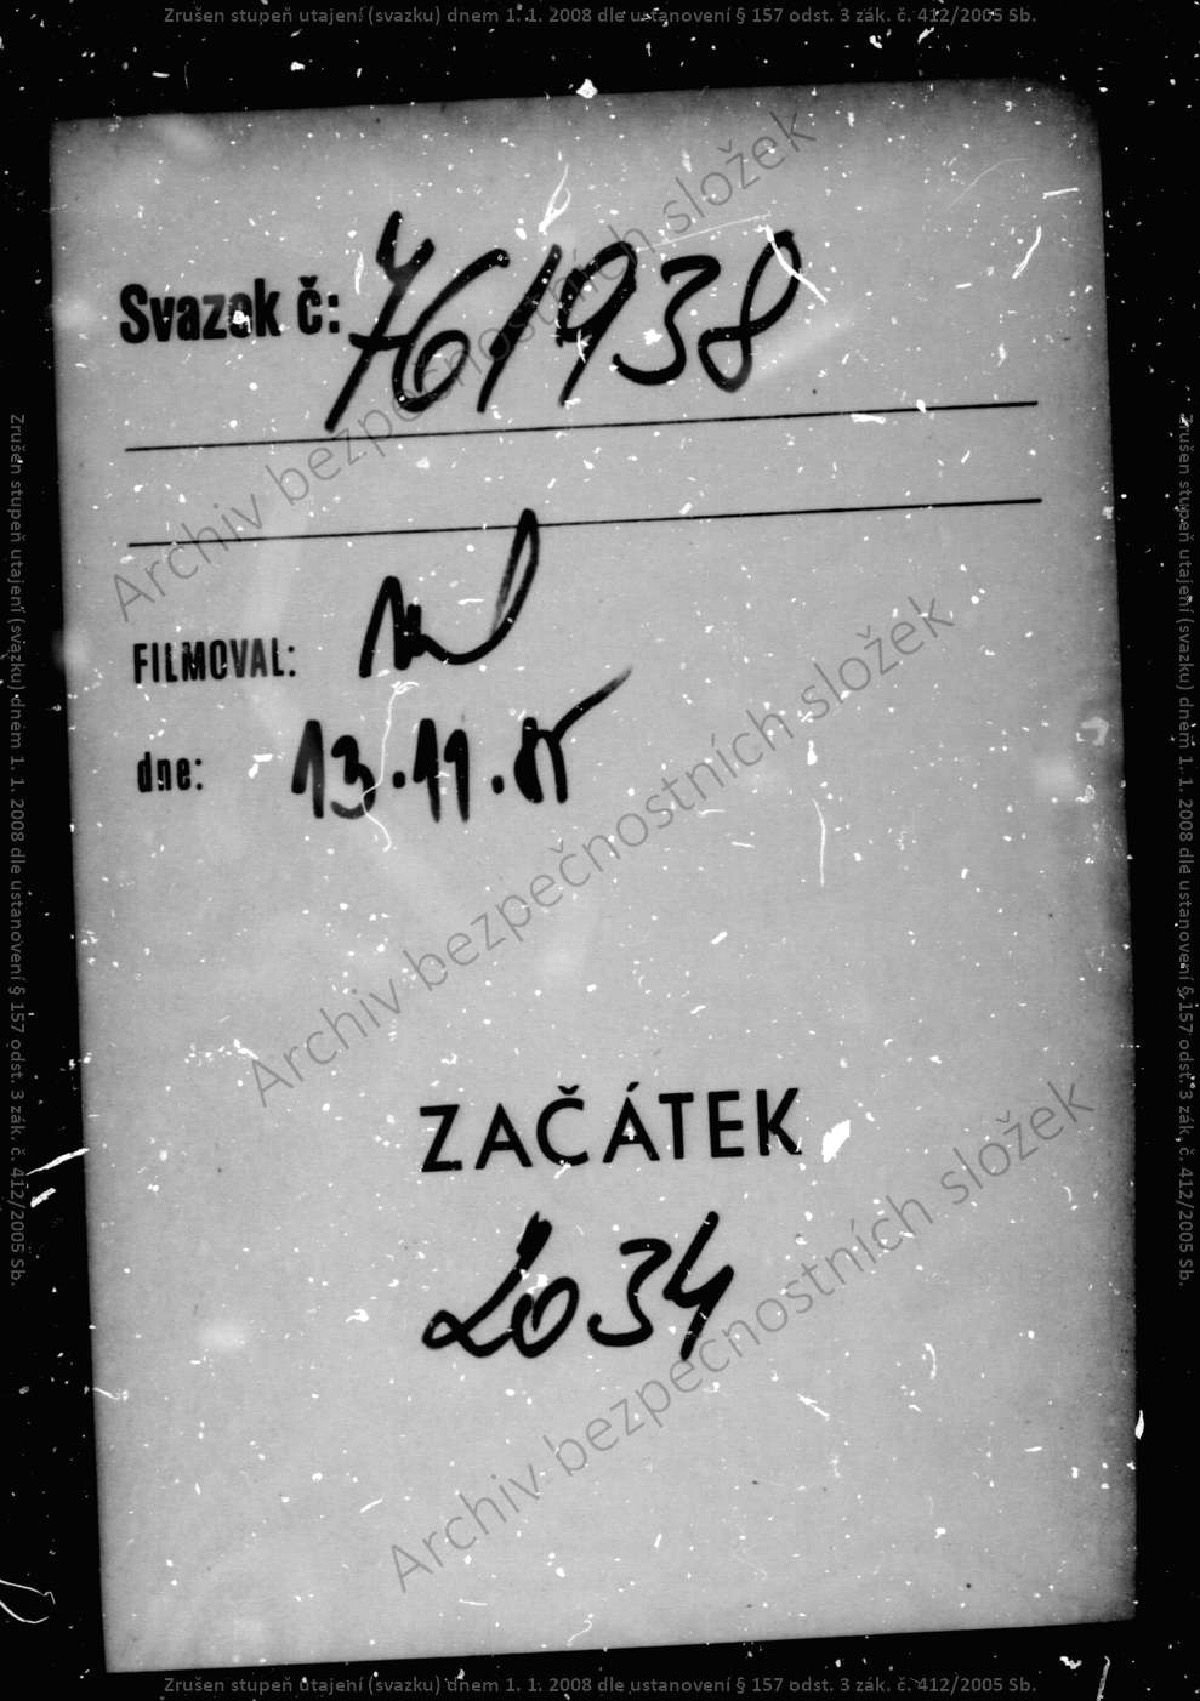 Zrušen stupeň utajení (svazku) dnem 1. 1. 2008 dle ustanovení § 157 odst. 3 zák. č. 412/2005 Sb.
Svazek č: 761938
FILMOVAL:
dne: 13.11.85
ZAČÁTEK
2034
Archiv bezpečnostních složek
Archiv bezpečnostních složek
Archiv bezpečnostních složek
Zrušen stupeň utajení (svazku) dnem 1. 1. 2008 dle ustanovení § 157 odst. 3 zák. č. 412/2005 Sb.
Zrušen stupeň utajení (svazku) dnem 1. 1. 2008 dle ustanovení § 157 odst. 3 zák. č. 412/2005 Sb.
Zrušen stupeň utajení (svazku) dnem 1. 1. 2008 dle ustanovení § 157 odst. 3 zák. č. 412/2005 Sb.